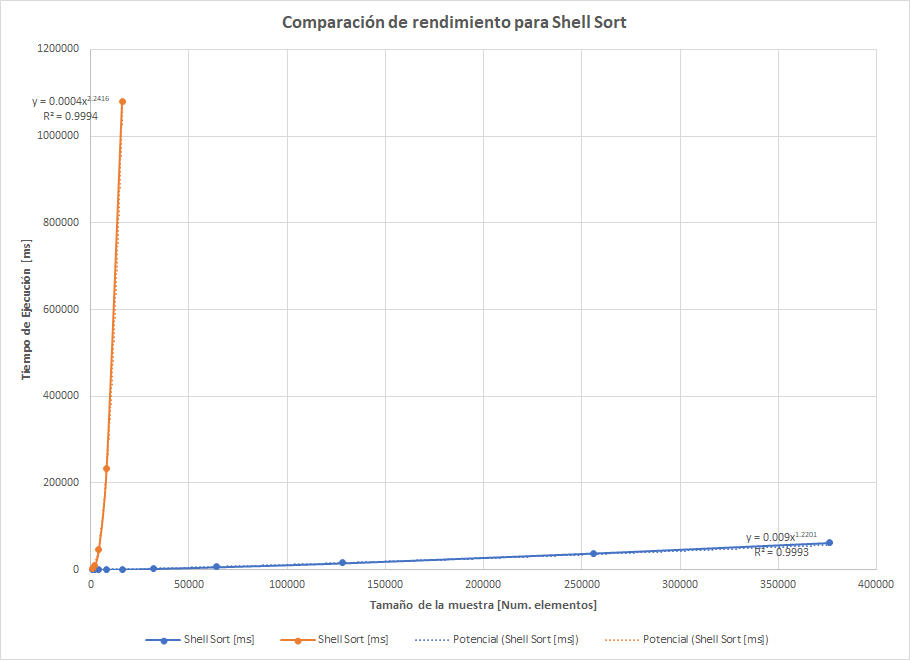 Comparación de rendimiento para Shell Sort
1200000
y = 0.0004x^2.2416
R² = 0.9994
1000000
800000
600000
400000
200000
0
Tiempo de Ejecución [ms]
y = 0.009x^1.2201
R² = 0.9993
0 50000 100000 150000 200000 250000 300000 350000 400000
Tamaño de la muestra [Num. elementos]
Shell Sort [ms] Shell Sort [ms] Potencial (Shell Sort [ms]) Potencial (Shell Sort [ms])